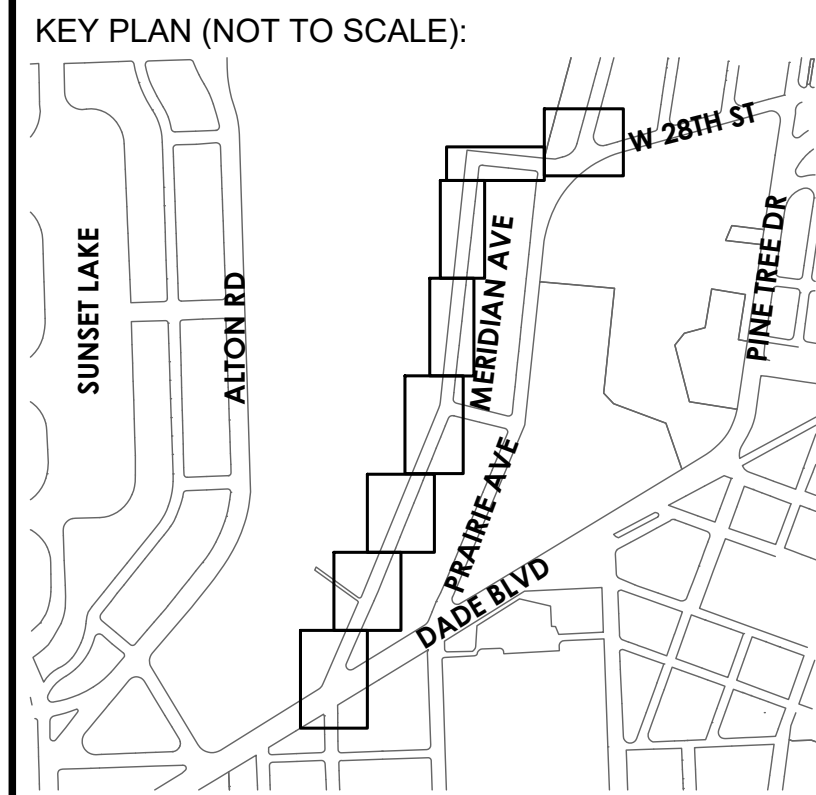 KEY PLAN (NOT TO SCALE):
W 28TH ST
SUNSET LAKE
ALTON RD
MERIDIAN AVE
PINE TREE DR
PRAIRIE AVE
DADE BLVD